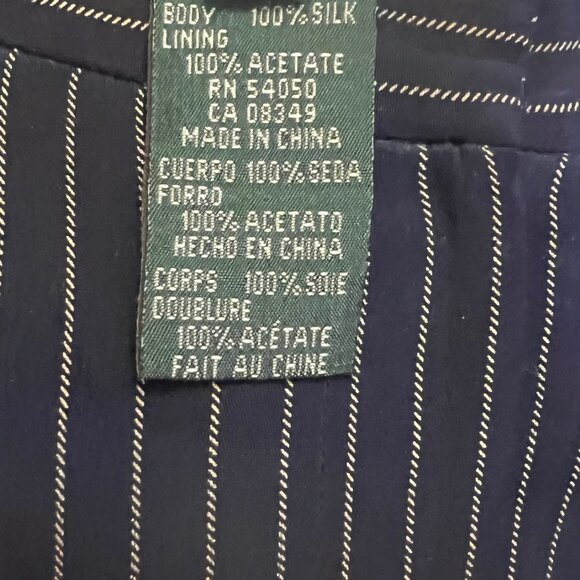 BODY 100% SILK
LINING
100% ACETATE
RN 54050
CA 08349
MADE IN CHINA
CUERPO 100% SEDA
FORRO
100% ACETATO
HECHO EN CHINA
CORPS 100% SOIE
DOUBLURE
100% ACÉTATE
FAIT AU CHINE